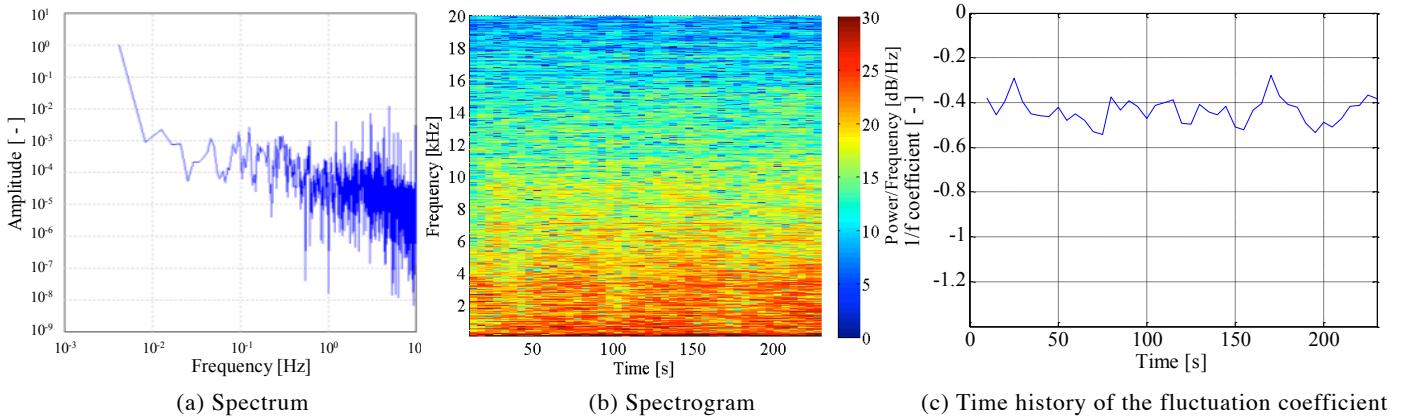 10^1
10^0
10^-1
10^-2
10^-3
10^-4
10^-5
10^-6
10^-7
10^-8
10^-9
Amplitude [ - ]
10^-3 10^-2 10^-1 10^0 10
Frequency [Hz]
(a) Spectrum
20
18
16
14
12
10
8
6
4
2
Frequency [kHz]
50 100 150 200
Time [s]
30
25
20
15
10
5
0
Power/Frequency [dB/Hz]
(b) Spectrogram
0
-0.2
-0.4
-0.6
-0.8
-1
-1.2
1/f coefficient [ - ]
0 50 100 150 200
Time [s]
(c) Time history of the fluctuation coefficient